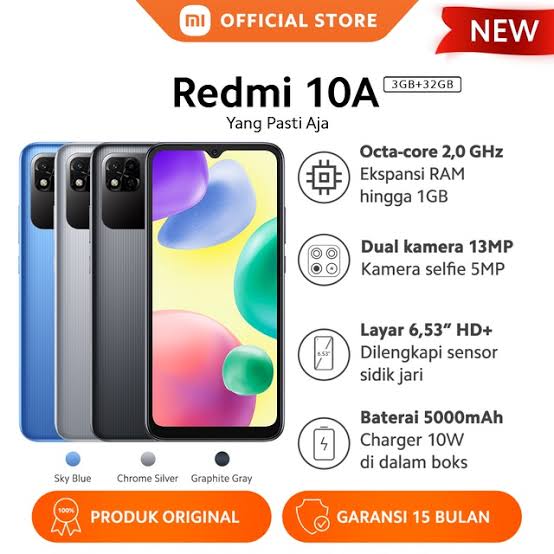 mi OFFICIAL STORE
NEW
Redmi 10A 3GB+32GB
Yang Pasti Aja
Octa-core 2,0 GHz
Ekspansi RAM
hingga 1GB
Dual kamera 13MP
Kamera selfie 5MP
6.53"
Layar 6,53” HD+
Dilengkapi sensor
sidik jari
Baterai 5000mAh
Charger 10W
di dalam boks
Sky Blue
Chrome Silver
Graphite Gray
100%
PRODUK ORIGINAL
GARANSI 15 BULAN